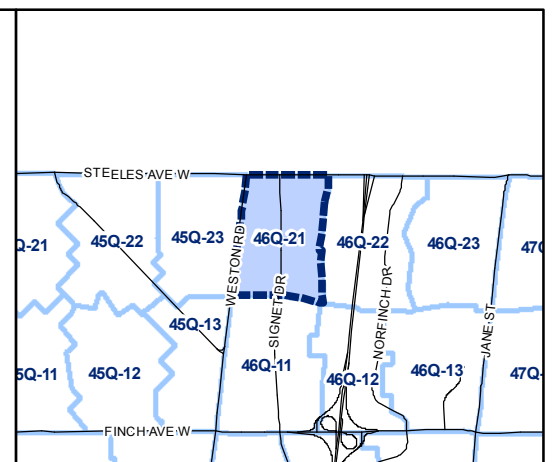 STEELES AVE W
Q-21
45Q-22
45Q-23
46Q-21
46Q-22
46Q-23
47Q
WESTON RD
SIGNET DR
NORFINCH DR
JANE ST
45Q-13
5Q-11
45Q-12
46Q-11
46Q-12
46Q-13
47Q-
FINCH AVE W